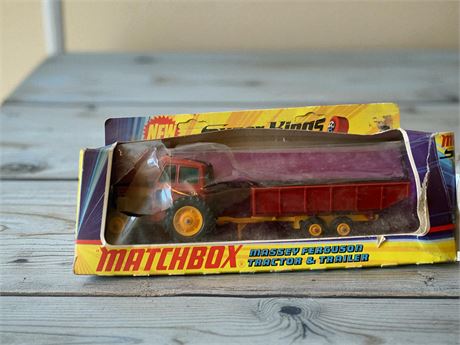 NEW
Super Kings
MATCHBOX
MASSEY FERGUSON
TRACTOR & TRAILER